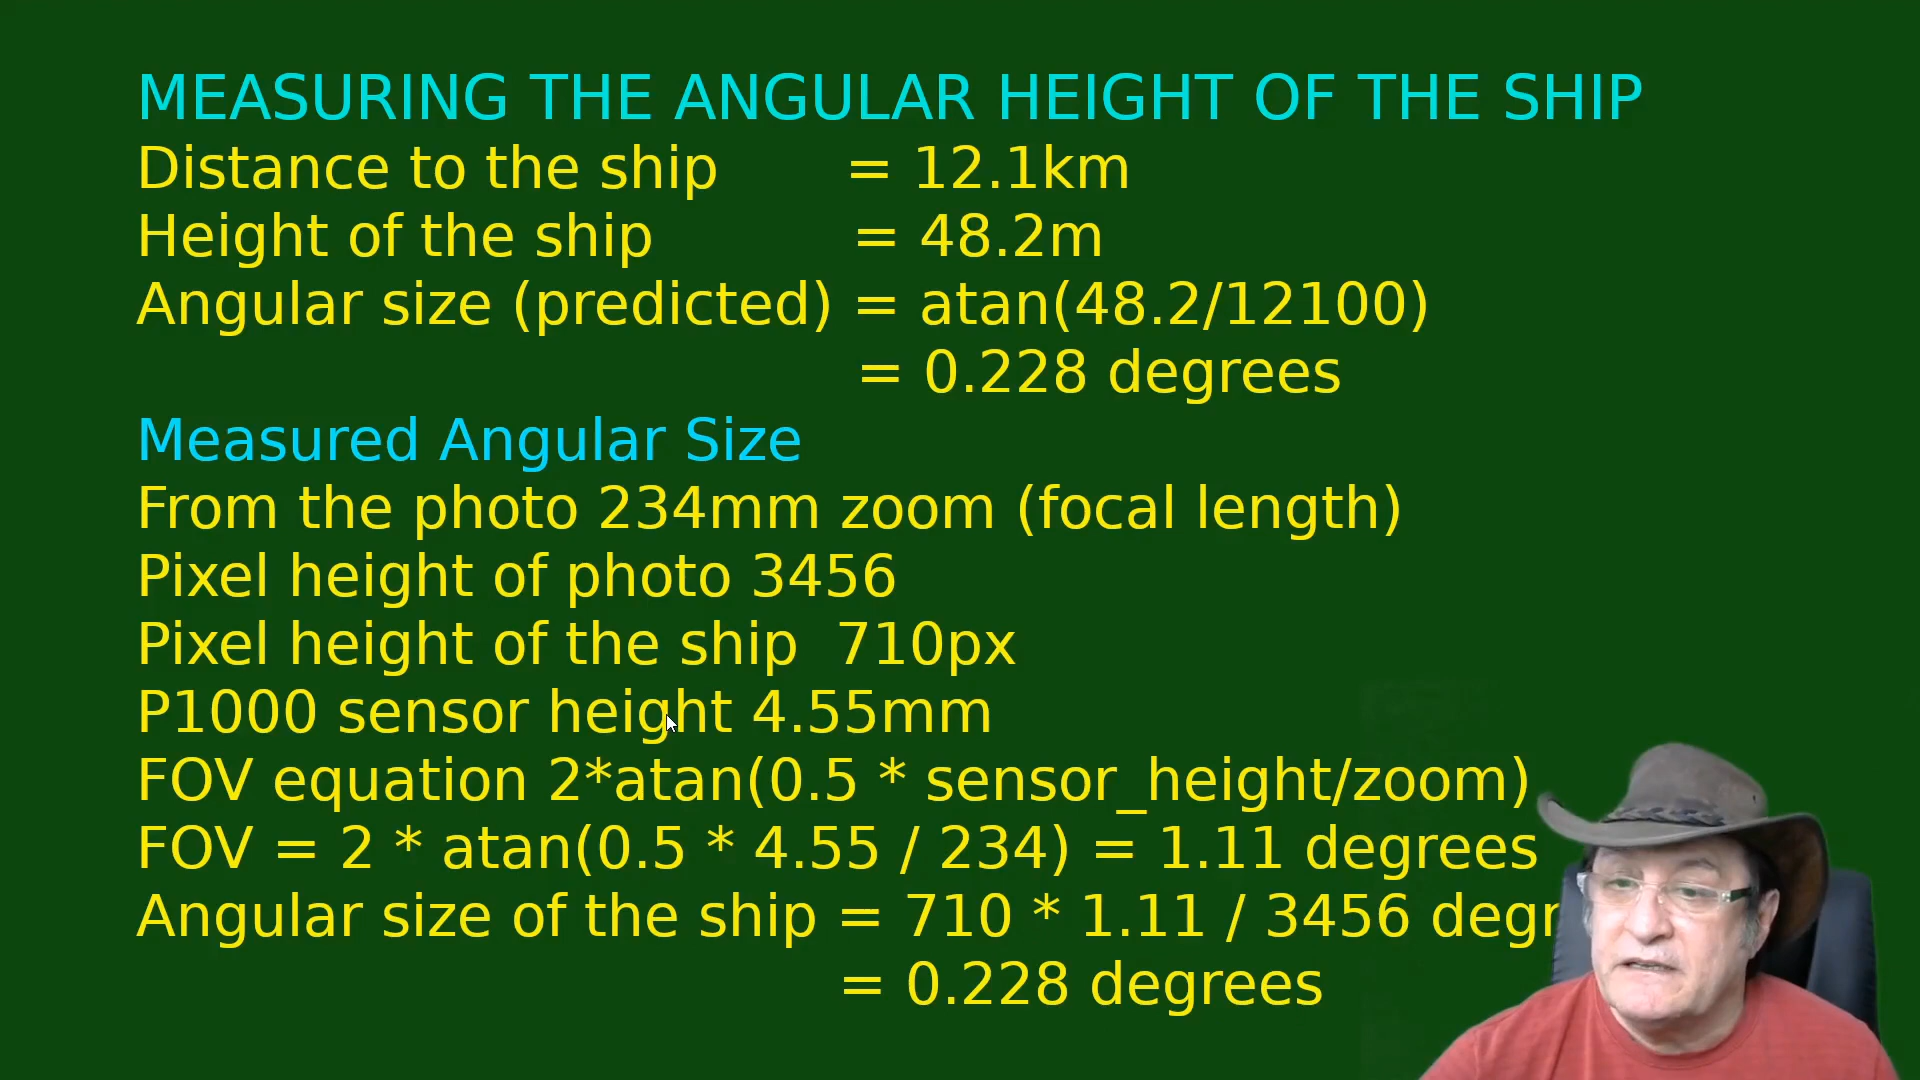 MEASURING THE ANGULAR HEIGHT OF THE SHIP
Distance to the ship = 12.1km
Height of the ship = 48.2m
Angular size (predicted) = atan(48.2/12100)
= 0.228 degrees
Measured Angular Size
From the photo 234mm zoom (focal length)
Pixel height of photo 3456
Pixel height of the ship 710px
P1000 sensor height 4.55mm
FOV equation 2*atan(0.5 * sensor_height/zoom)
FOV = 2 * atan(0.5 * 4.55 / 234) = 1.11 degrees
Angular size of the ship = 710 * 1.11 / 3456
= 0.228 degrees